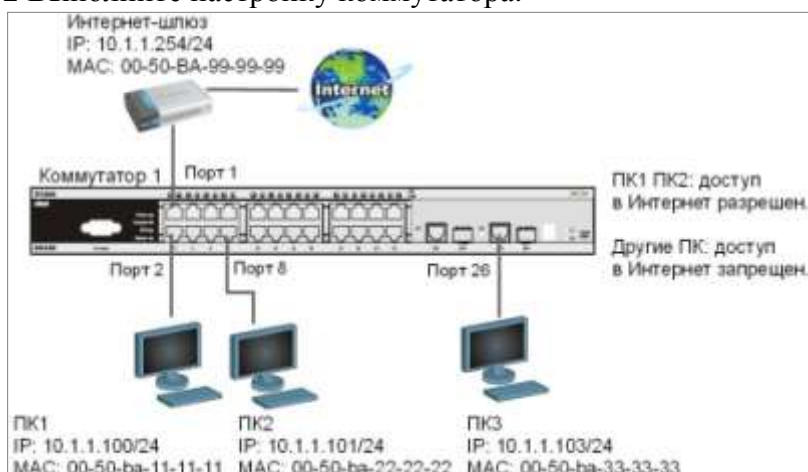 2 Выполните настройку коммутатора.
Интернет-шлюз
IP: 10.1.1.254/24
MAC: 00-50-BA-99-99-99
Internet
Коммутатор 1
Порт 1
ПК1 ПК2: доступ
в Интернет разрешен.
Другие ПК: доступ
в Интернет запрещен.
Порт 2
Порт 8
Порт 26
ПК1
IP: 10.1.1.100/24
MAC: 00-50-ba-11-11-11
ПК2
IP: 10.1.1.101/24
MAC: 00-50-ba-22-22-22
ПК3
IP: 10.1.1.103/24
MAC: 00-50-ba-33-33-33